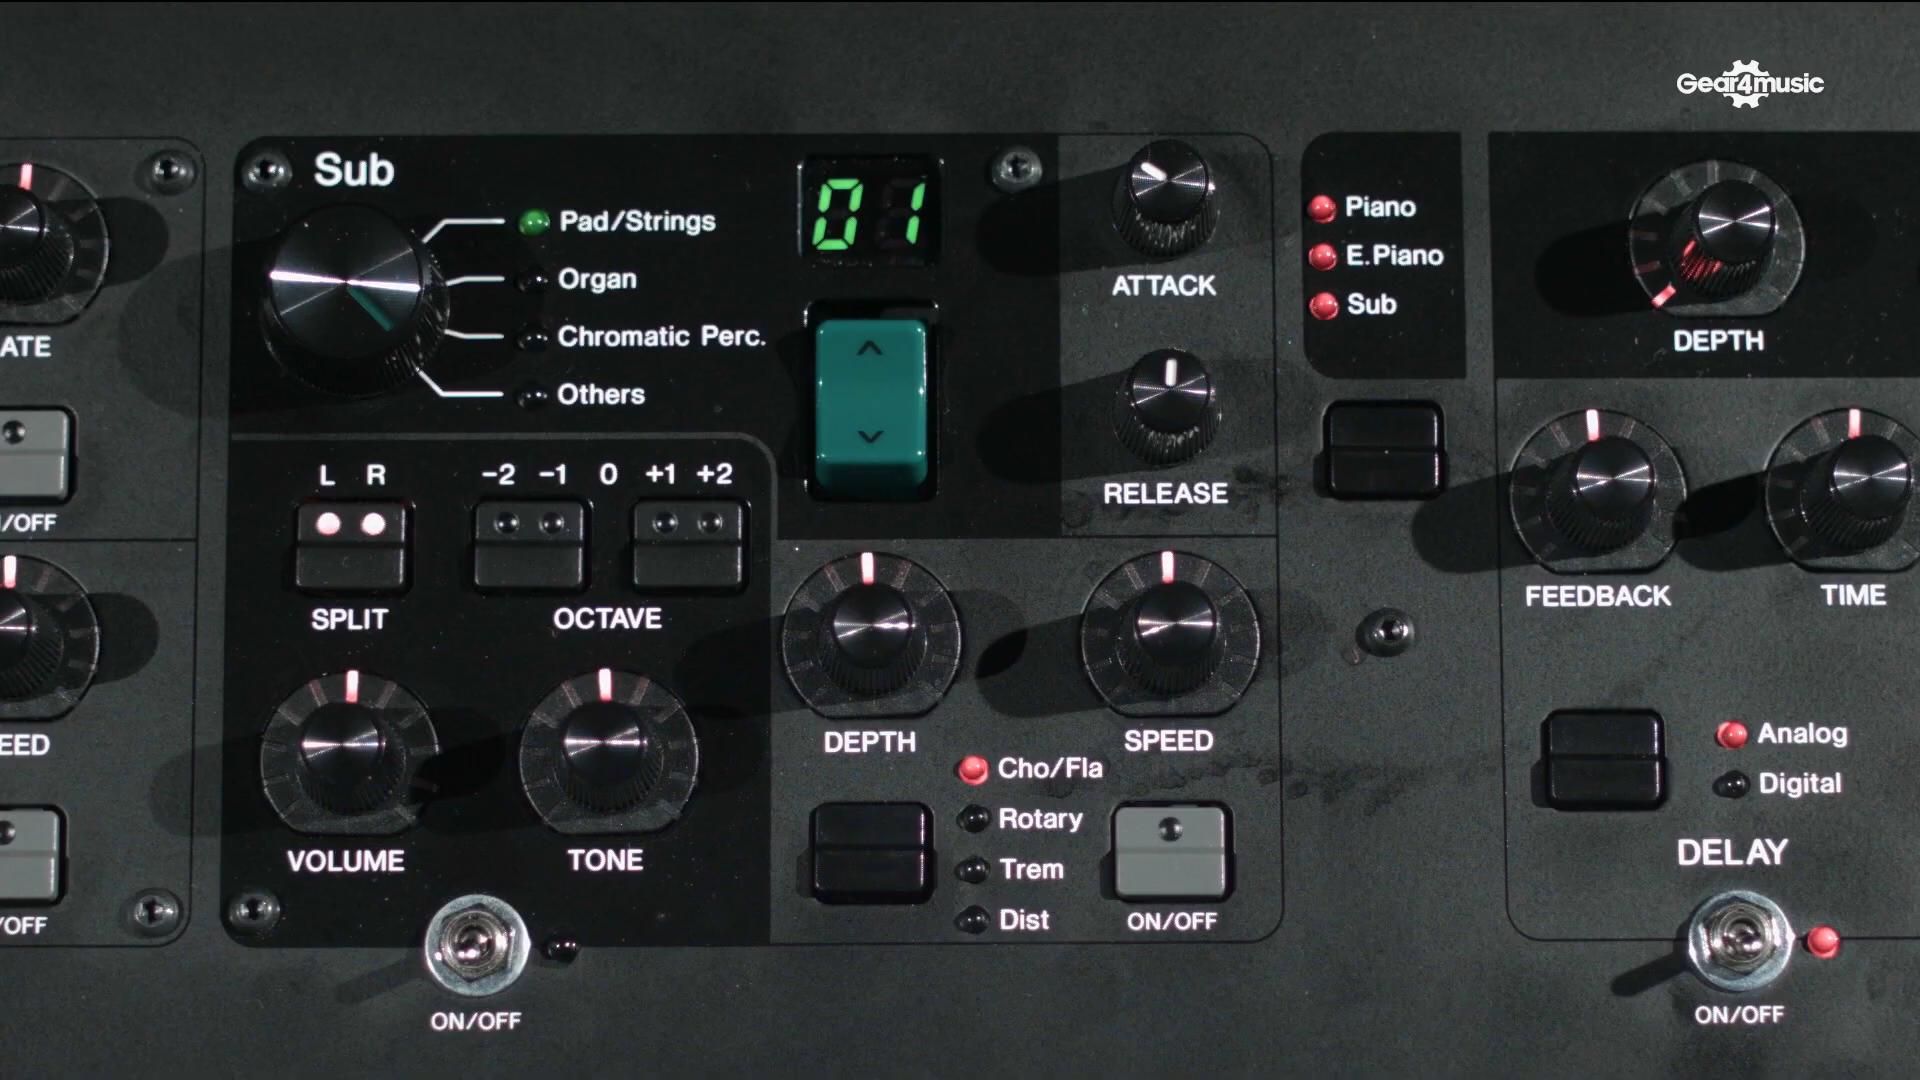 Gear4music
Sub
Pad/Strings
Organ
Chromatic Perc.
Others
01
ATTACK
RELEASE
Piano
E.Piano
Sub
DEPTH
ATE
/OFF
L R
-2 -1 0 +1 +2
SPLIT
OCTAVE
FEEDBACK
TIME
EED
DEPTH
SPEED
Cho/Fla
Rotary
Trem
Dist
ON/OFF
Analog
Digital
DELAY
VOLUME
TONE
/OFF
ON/OFF
ON/OFF